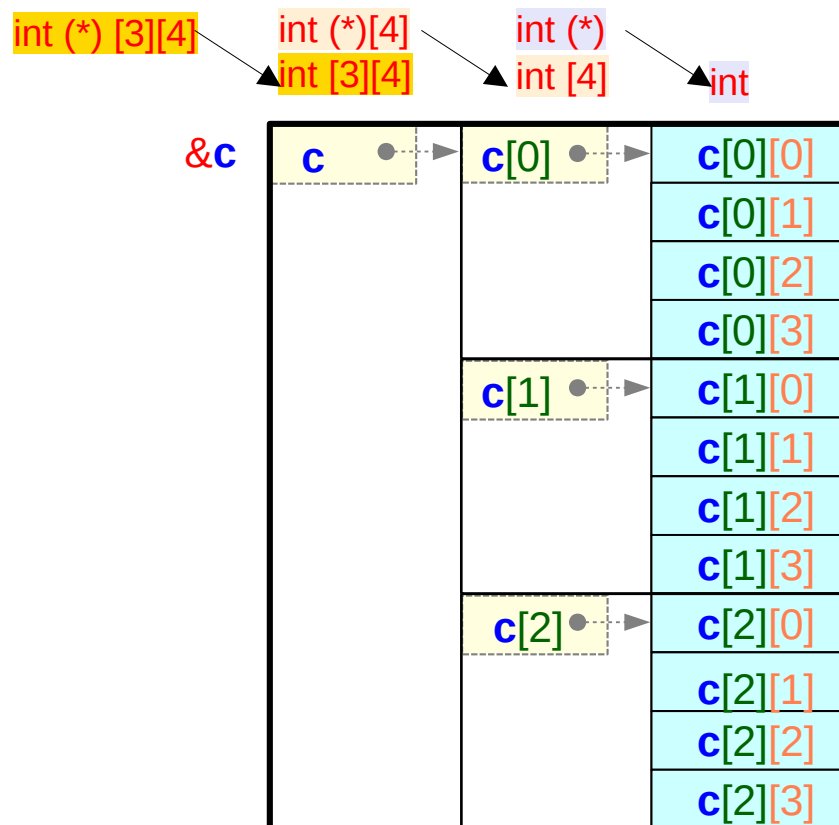 int (*) [3][4] int (*)[4] int (*)
int [3][4] int [4] int
&c c c[0] c[0][0]
c[0][1]
c[0][2]
c[0][3]
c[1] c[1][0]
c[1][1]
c[1][2]
c[1][3]
c[2] c[2][0]
c[2][1]
c[2][2]
c[2][3]